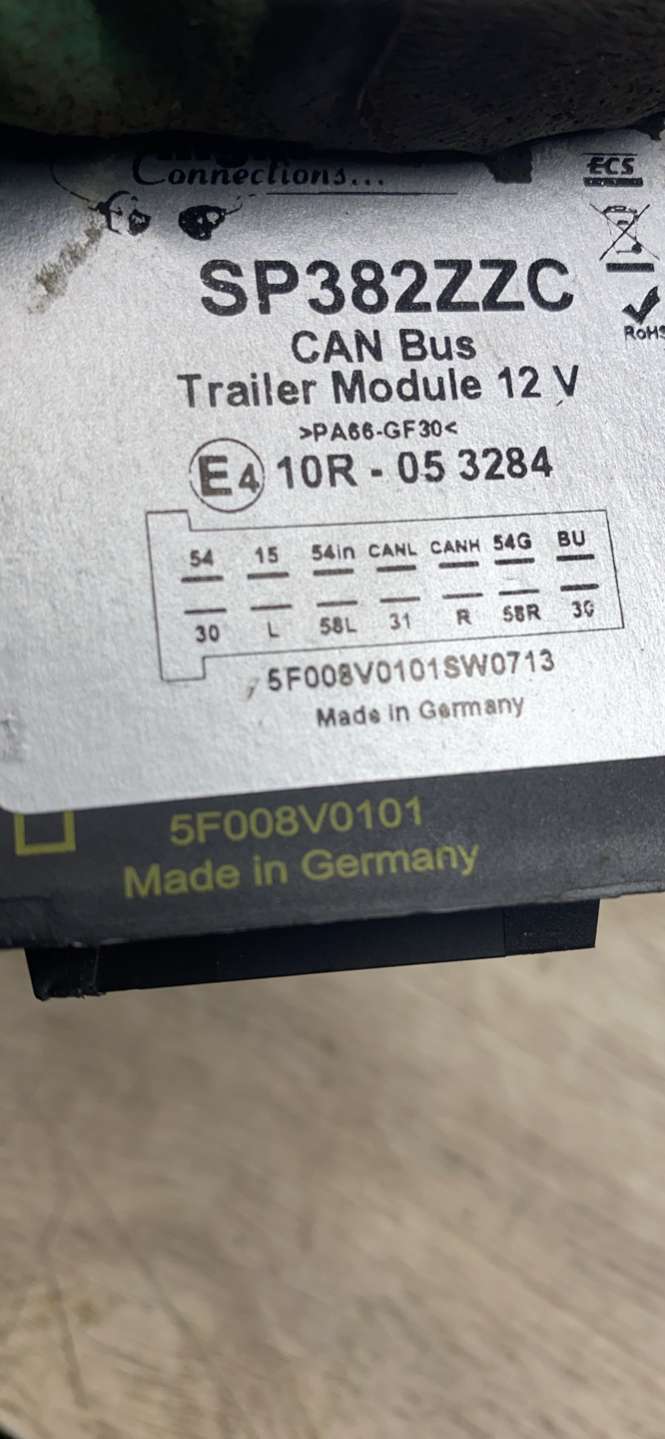 Connections...
ECS
SP382ZZC
RoHS
CAN Bus
Trailer Module 12 V
>PA66-GF30<
E4 10R - 05 3284
54 15 54in CANL CANH 54G BU
30 L 58L 31 R 58R 30
5F008V0101SW0713
Made in Germany
5F008V0101
Made in Germany